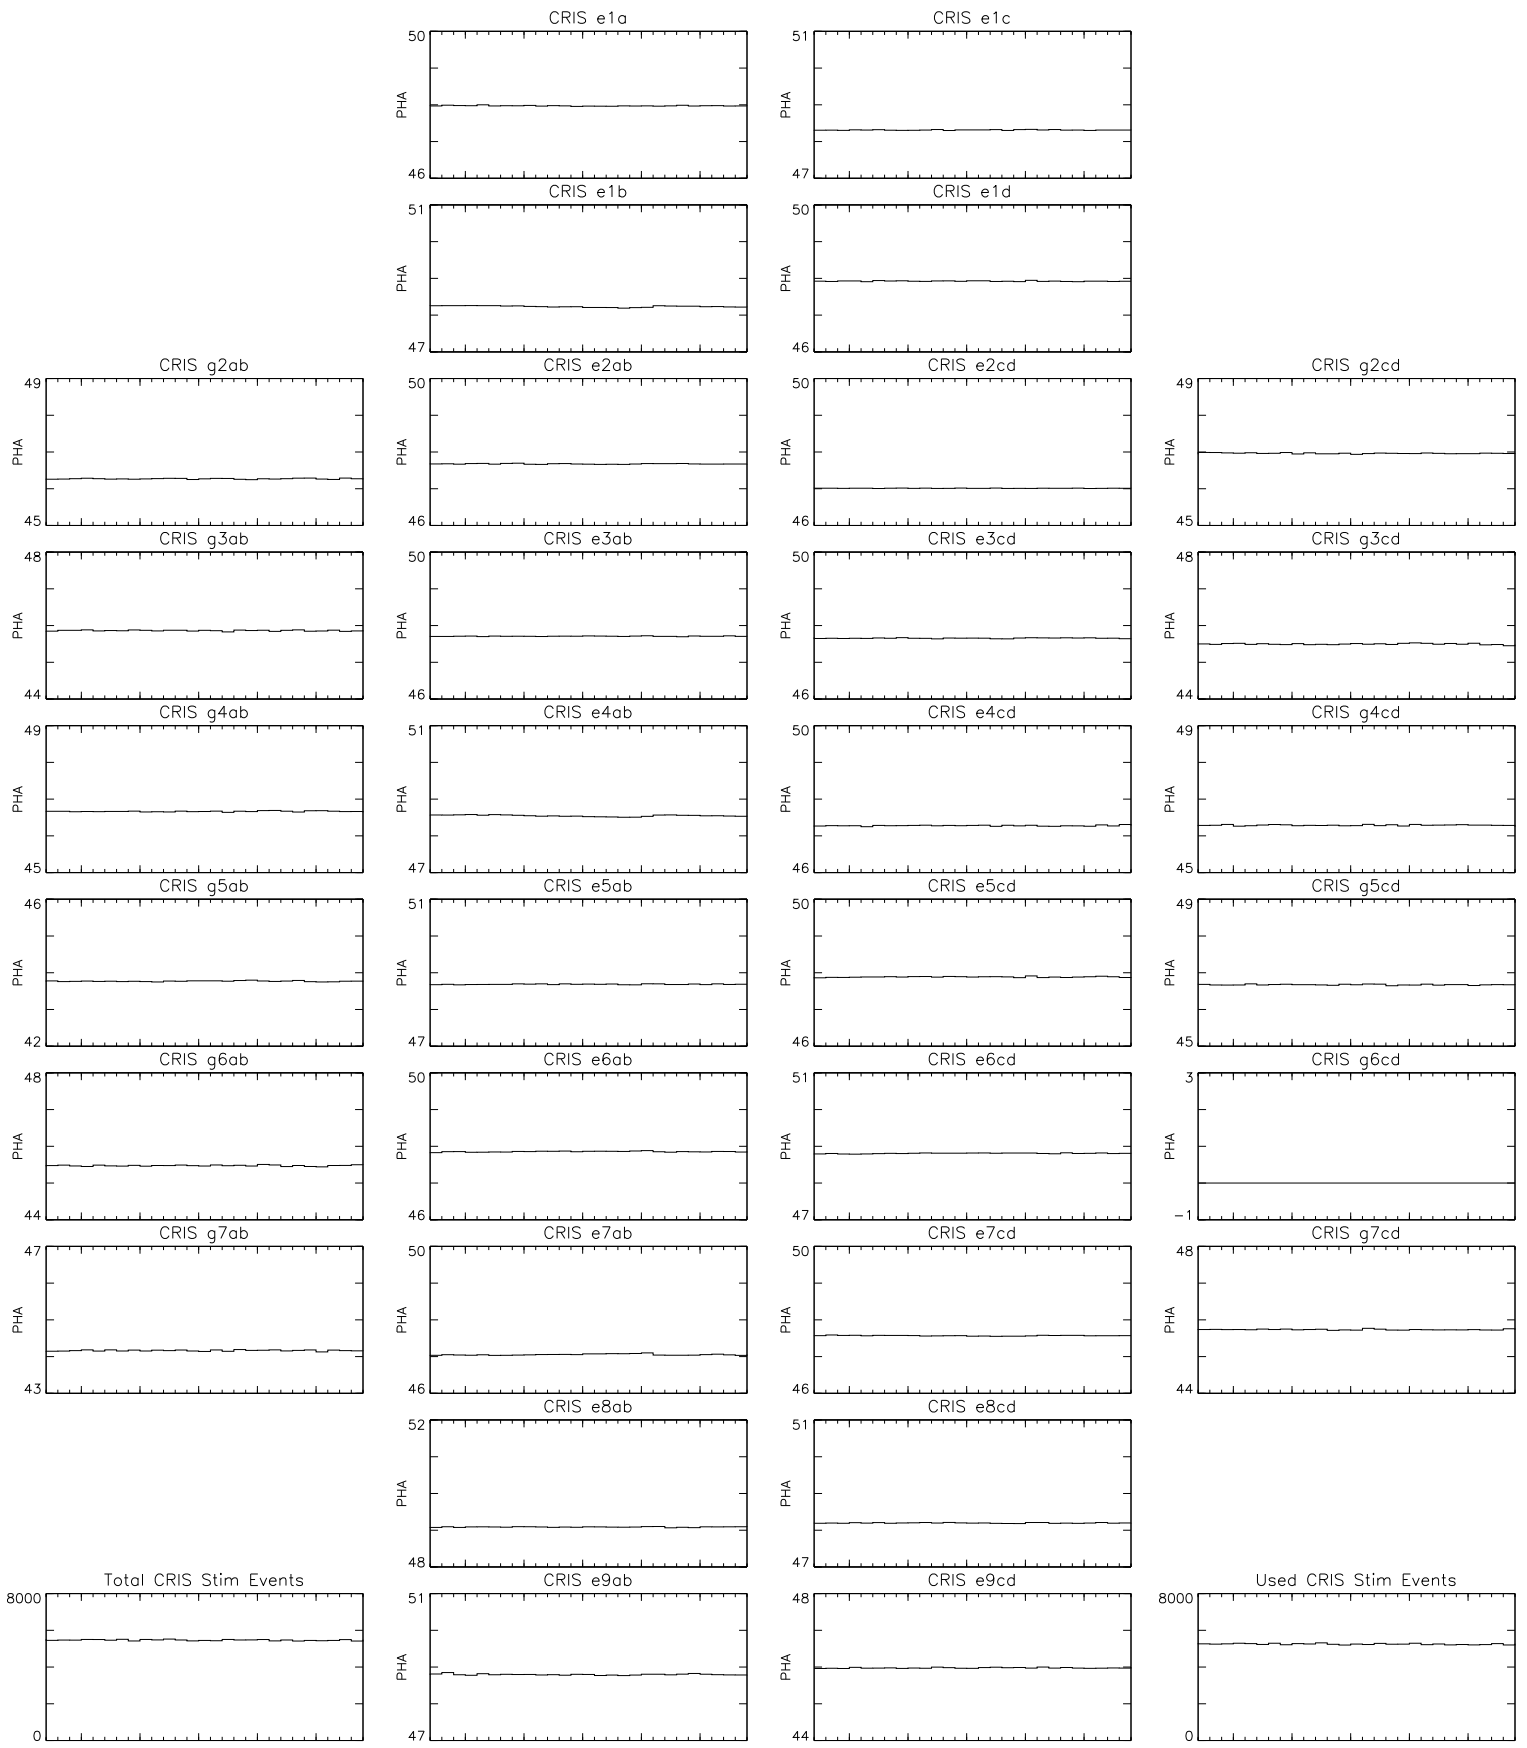 CRIS e1a
CRIS e1c
50
PHA
46
51
PHA
47
CRIS e1b
CRIS e1d
51
PHA
47
50
PHA
46
CRIS g2ab
CRIS e2ab
CRIS e2cd
CRIS g2cd
49
PHA
45
50
PHA
46
50
PHA
46
49
PHA
45
CRIS g3ab
CRIS e3ab
CRIS e3cd
CRIS g3cd
48
PHA
44
50
PHA
46
50
PHA
46
48
PHA
44
CRIS g4ab
CRIS e4ab
CRIS e4cd
CRIS g4cd
49
PHA
45
51
PHA
47
50
PHA
46
49
PHA
45
CRIS g5ab
CRIS e5ab
CRIS e5cd
CRIS g5cd
46
PHA
42
51
PHA
47
50
PHA
46
49
PHA
45
CRIS g6ab
CRIS e6ab
CRIS e6cd
CRIS g6cd
48
PHA
44
50
PHA
46
51
PHA
47
3
PHA
-1
CRIS g7ab
CRIS e7ab
CRIS e7cd
CRIS g7cd
47
PHA
43
50
PHA
46
50
PHA
46
48
PHA
44
CRIS e8ab
CRIS e8cd
52
PHA
48
51
PHA
47
Total CRIS Stim Events
CRIS e9ab
CRIS e9cd
Used CRIS Stim Events
8000
0
51
PHA
47
48
PHA
44
8000
0